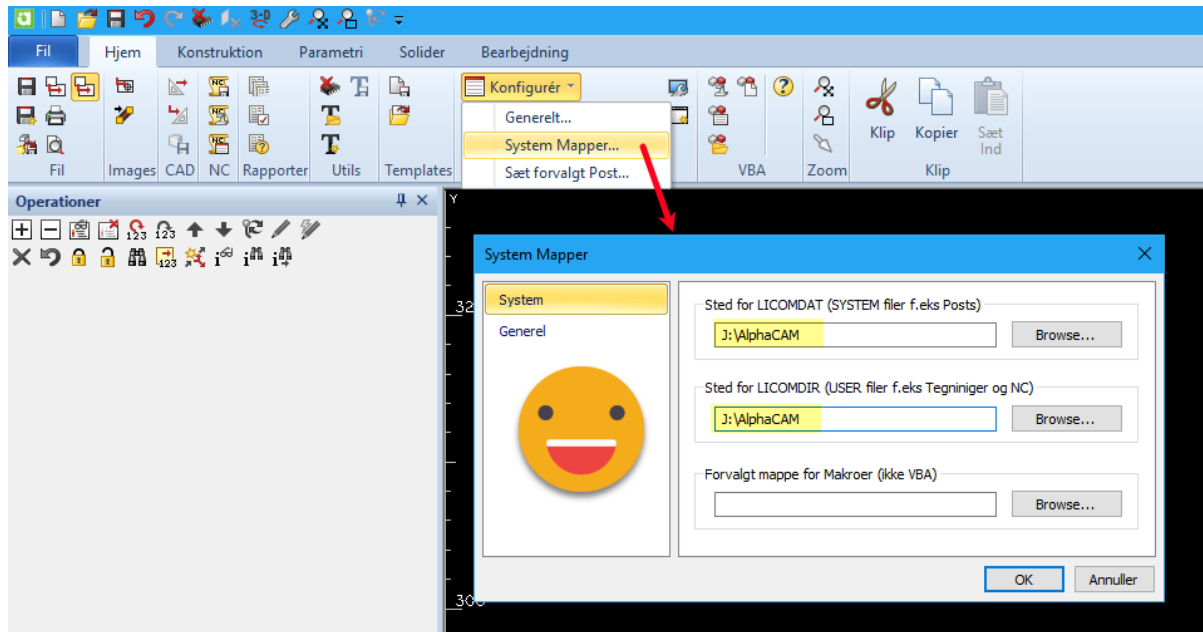 3-D
Fil Hjem Konstruktion Parametri Solider Bearbejdning
Konfigurér
Generelt...
System Mapper...
Sæt forvalgt Post...
Klip Kopier Sæt Ind
Fil Images CAD NC Rapporter Utils Templates VBA Zoom Klip
Operationer
Y
System Mapper
System
Generel
Sted for LICOMDAT (SYSTEM filer f.eks Posts)
J:\AlphaCAM Browse...
Sted for LICOMDIR (USER filer f.eks Tegniniger og NC)
J:\AlphaCAM Browse...
Forvalgt mappe for Makroer (ikke VBA)
Browse...
OK Annuller
32
300